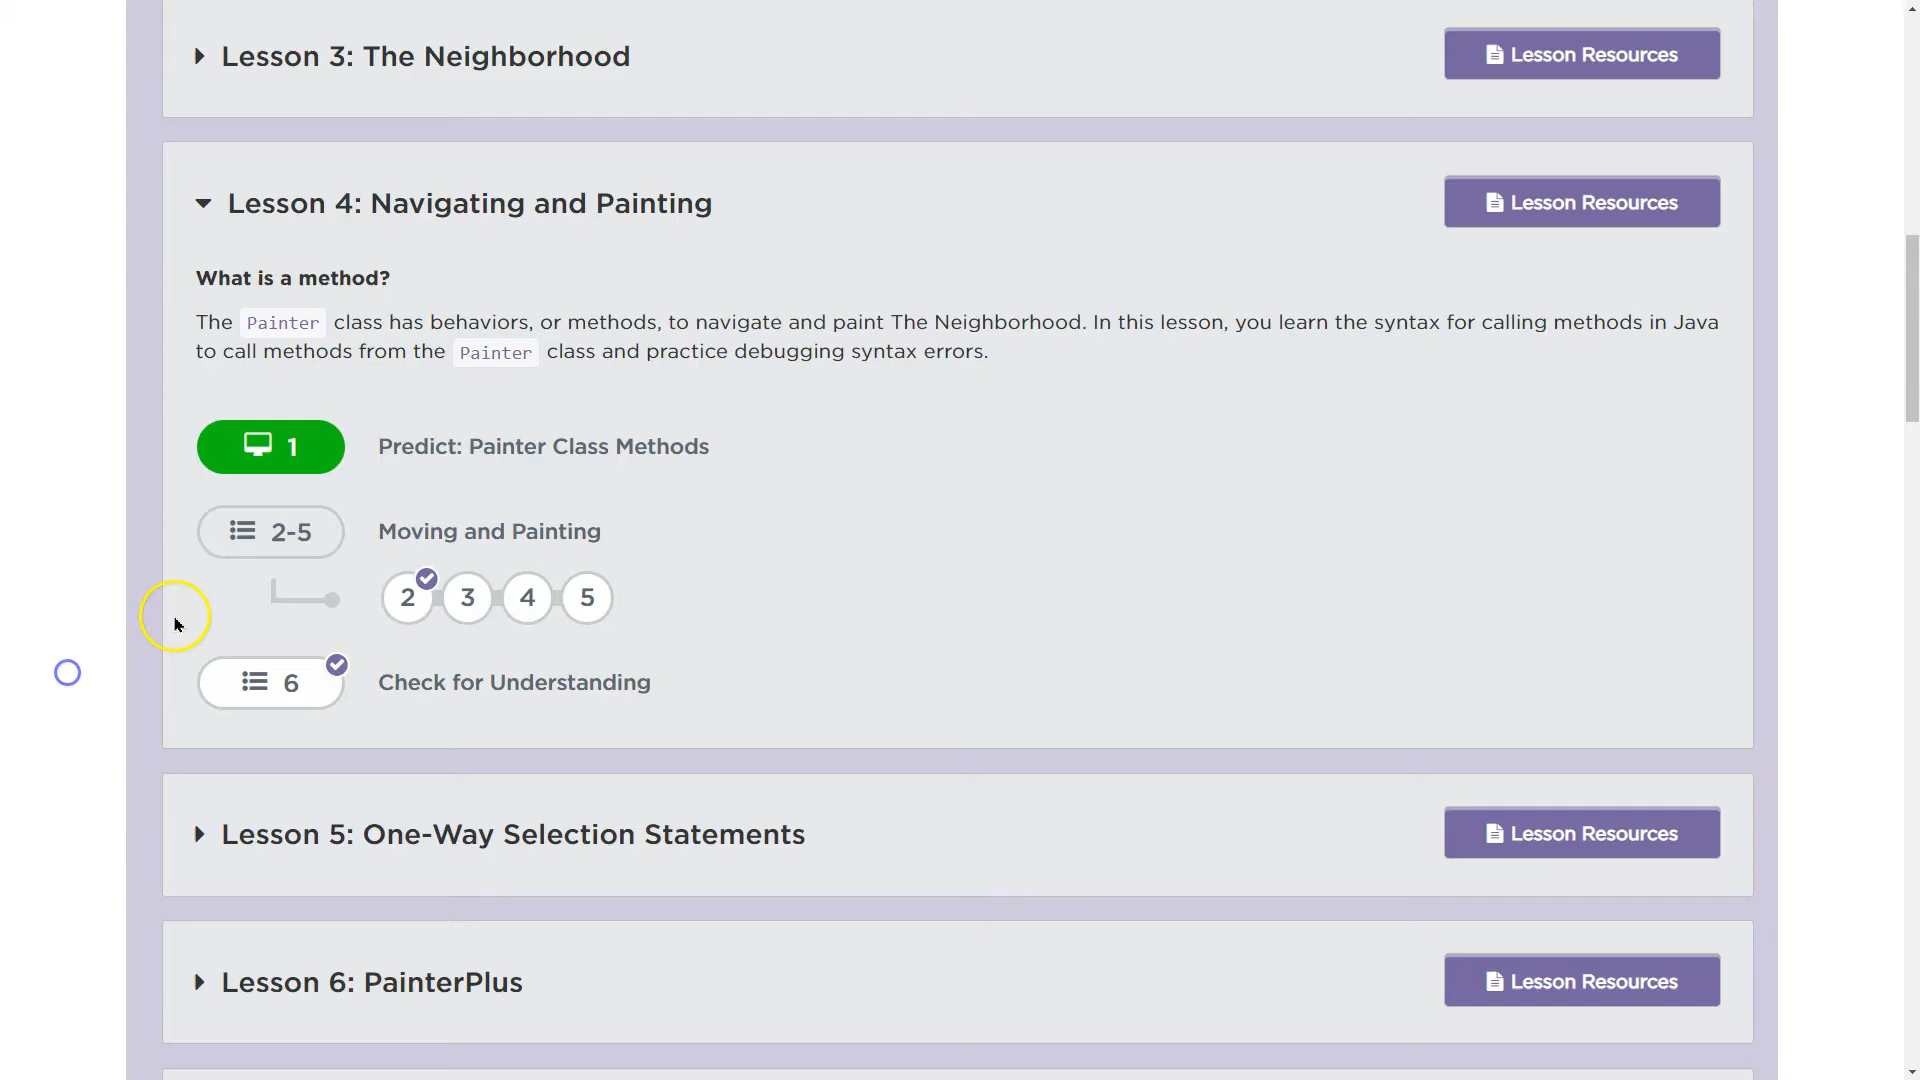 Lesson 3: The Neighborhood
Lesson Resources
Lesson 4: Navigating and Painting
Lesson Resources
What is a method?
The Painter class has behaviors, or methods, to navigate and paint The Neighborhood. In this lesson, you learn the syntax for calling methods in Java
to call methods from the Painter class and practice debugging syntax errors.
1 Predict: Painter Class Methods
2-5 Moving and Painting
2 3 4 5
6 Check for Understanding
Lesson 5: One-Way Selection Statements
Lesson Resources
Lesson 6: PainterPlus
Lesson Resources